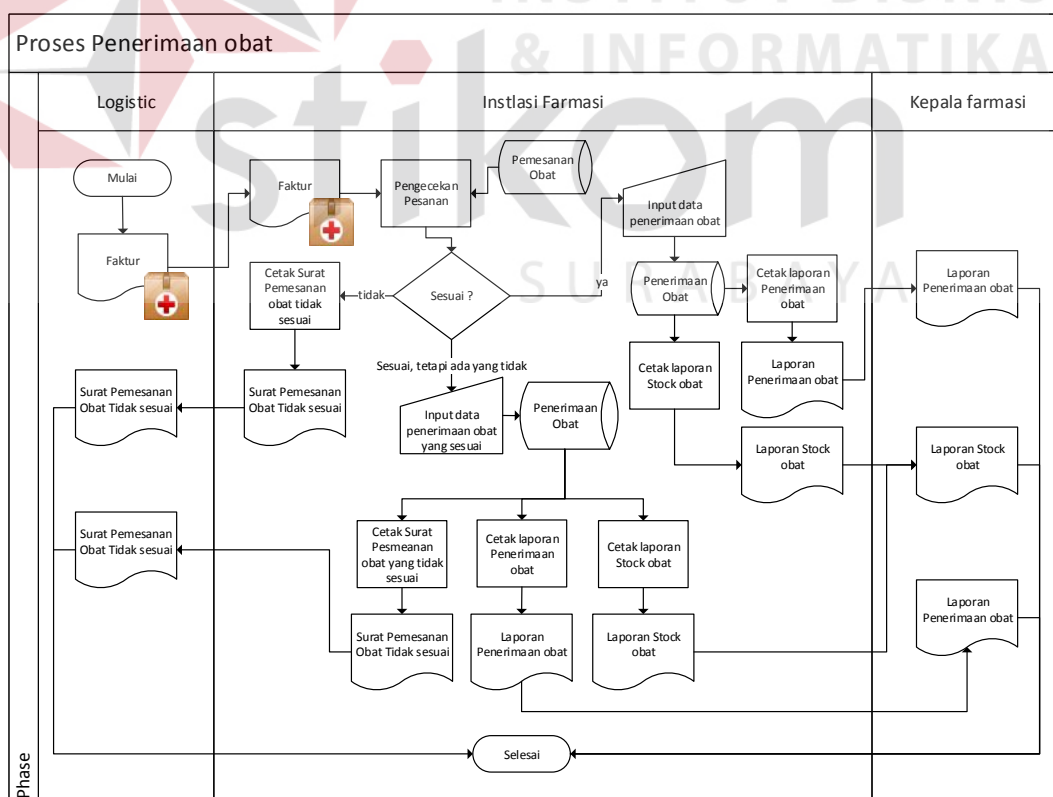 INSTITUT BISNIS
& INFORMATIKA
stikom
SURABAYA
Proses Penerimaan obat
Logistic
Instlasi Farmasi
Kepala farmasi
Phase
Mulai
Faktur
Faktur
Pengecekan
Pesanan
Pemesanan
Obat
Input data
penerimaan obat
Cetak Surat
Pemesanan
obat tidak
sesuai
tidak
Sesuai ?
ya
Penerimaan
Obat
Cetak laporan
Penerimaan
obat
Laporan
Penerimaan obat
Sesuai, tetapi ada yang tidak
Cetak laporan
Stock obat
Laporan
Penerimaan obat
Surat Pemesanan
Obat Tidak sesuai
Surat Pemesanan
Obat Tidak sesuai
Input data
penerimaan obat
yang sesuai
Penerimaan
Obat
Laporan Stock
obat
Laporan Stock
obat
Surat Pemesanan
Obat Tidak sesuai
Cetak Surat
Pesmeanan
obat yang tidak
sesuai
Cetak laporan
Penerimaan
obat
Cetak laporan
Stock obat
Laporan
Penerimaan obat
Surat Pemesanan
Obat Tidak sesuai
Laporan
Penerimaan obat
Laporan Stock
obat
Selesai